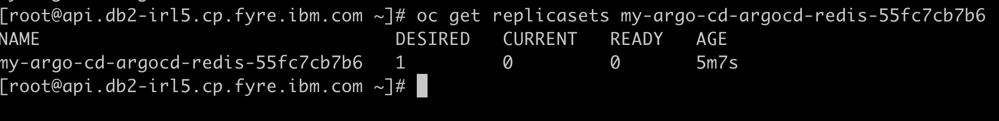 [root@api.db2-irl5.cp.fyre.ibm.com ~]# oc get replicasets my-argo-cd-argocd-redis-55fc7cb7b6
NAME DESIRED CURRENT READY AGE
my-argo-cd-argocd-redis-55fc7cb7b6 1 0 0 5m7s
[root@api.db2-irl5.cp.fyre.ibm.com ~]#